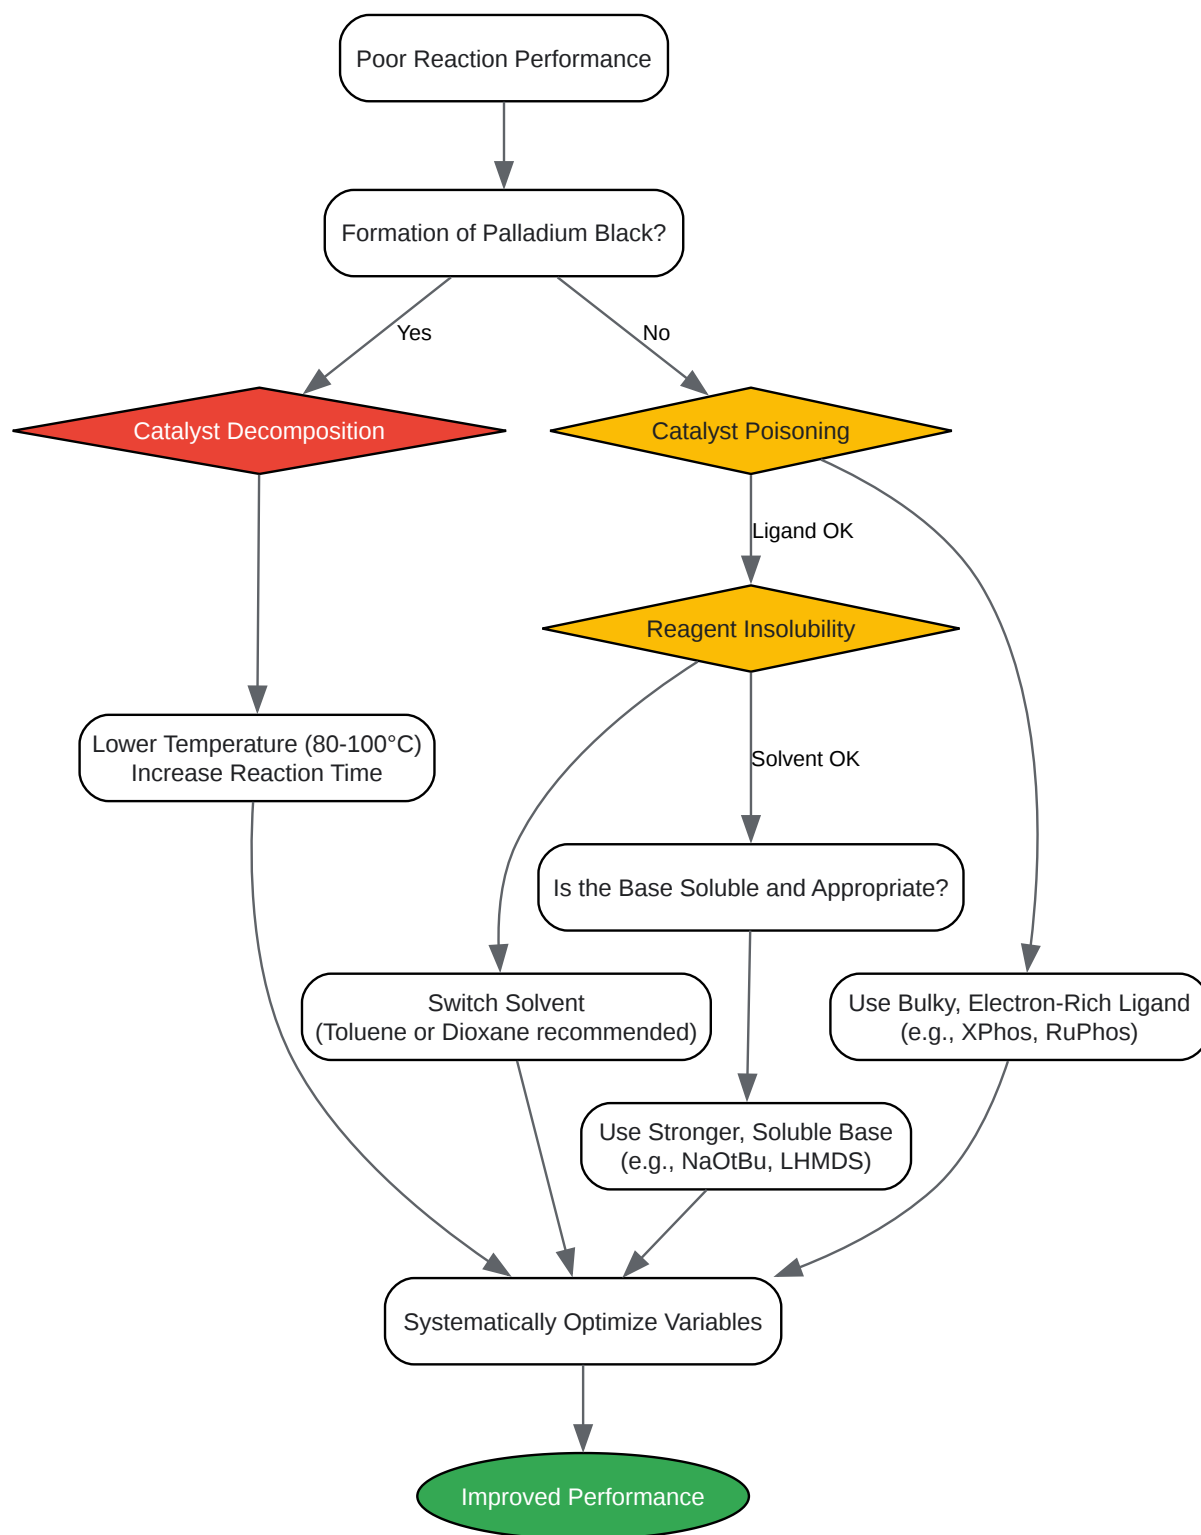 Poor Reaction Performance
Formation of Palladium Black?
Yes
No
Catalyst Decomposition
Catalyst Poisoning
Ligand OK
Reagent Insolubility
Lower Temperature (80-100°C)
Increase Reaction Time
Solvent OK
Is the Base Soluble and Appropriate?
Switch Solvent
(Toluene or Dioxane recommended)
Use Bulky, Electron-Rich Ligand
(e.g., XPhos, RuPhos)
Use Stronger, Soluble Base
(e.g., NaOtBu, LHMDS)
Systematically Optimize Variables
Improved Performance